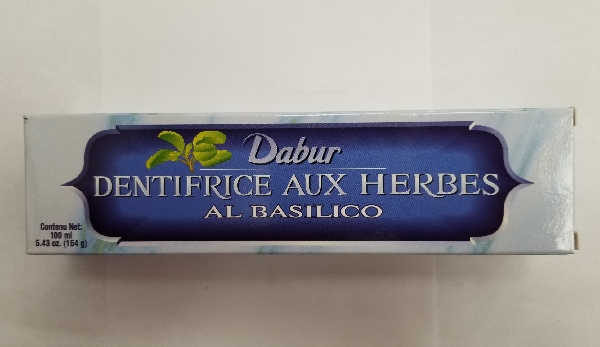 Dabur
DENTIFRICE AUX HERBES
AL BASILICO
Contenu Net:
100 ml
5.43 oz. (154 g)